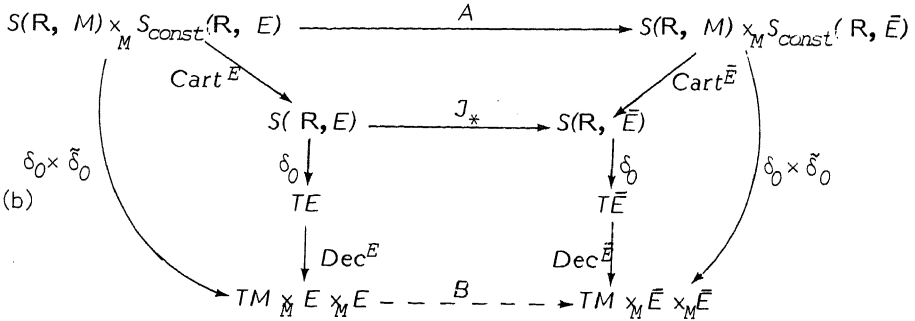 S(R, M) ×_M S_const(R, E) A S(R, M) ×_M S_const(R, Ē)
Cart^E Cart^Ē
S(R, E) J_* S(R, Ē)
δ_0 × δ̃_0 δ_0 δ_0 δ_0 × δ̃_0
(b) TE TĒ
Dec^E Dec^Ē
TM ×_M E ×_M E B TM ×_M Ē ×_M Ē